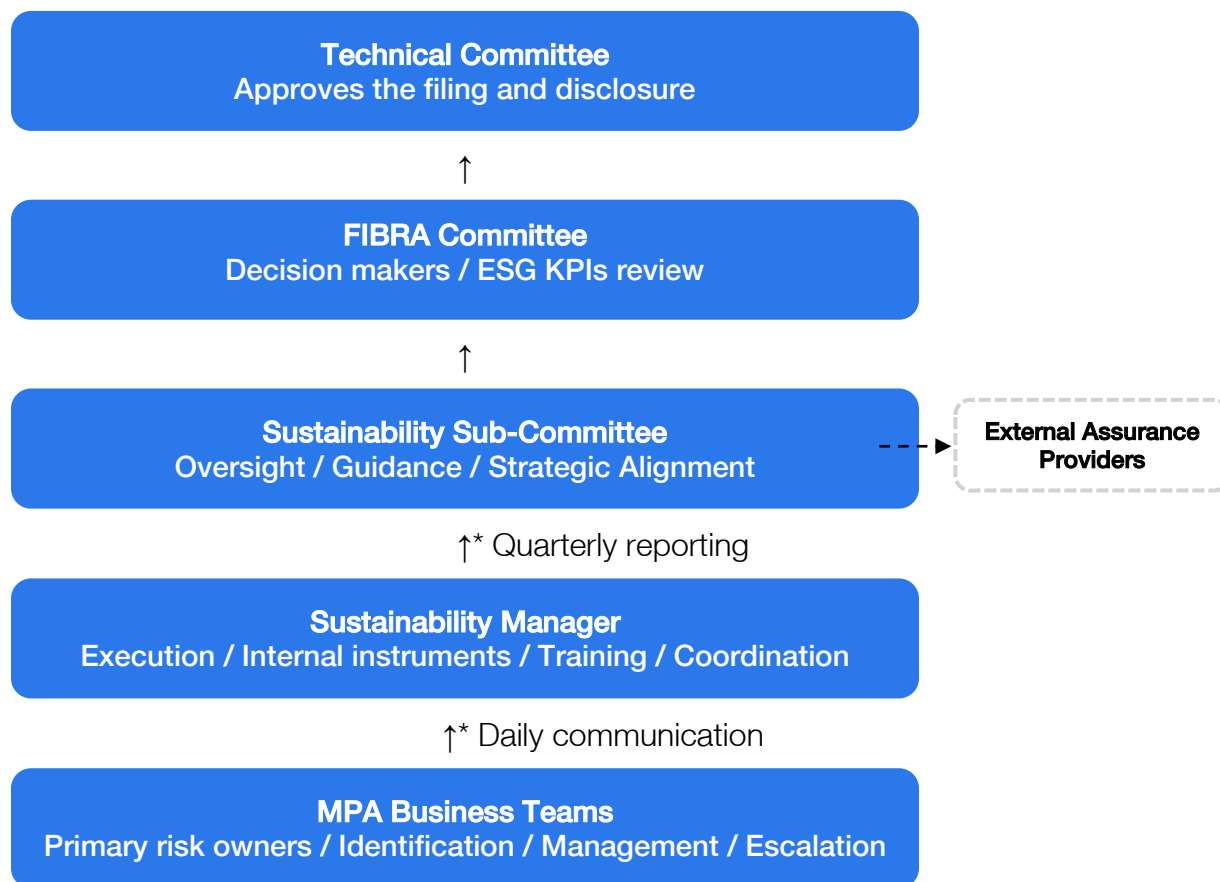 Technical Committee
Approves the filing and disclosure
↑
FIBRA Committee
Decision makers / ESG KPIs review
↑
Sustainability Sub-Committee
Oversight / Guidance / Strategic Alignment
External Assurance
Providers
↑* Quarterly reporting
Sustainability Manager
Execution / Internal instruments / Training / Coordination
↑* Daily communication
MPA Business Teams
Primary risk owners / Identification / Management / Escalation